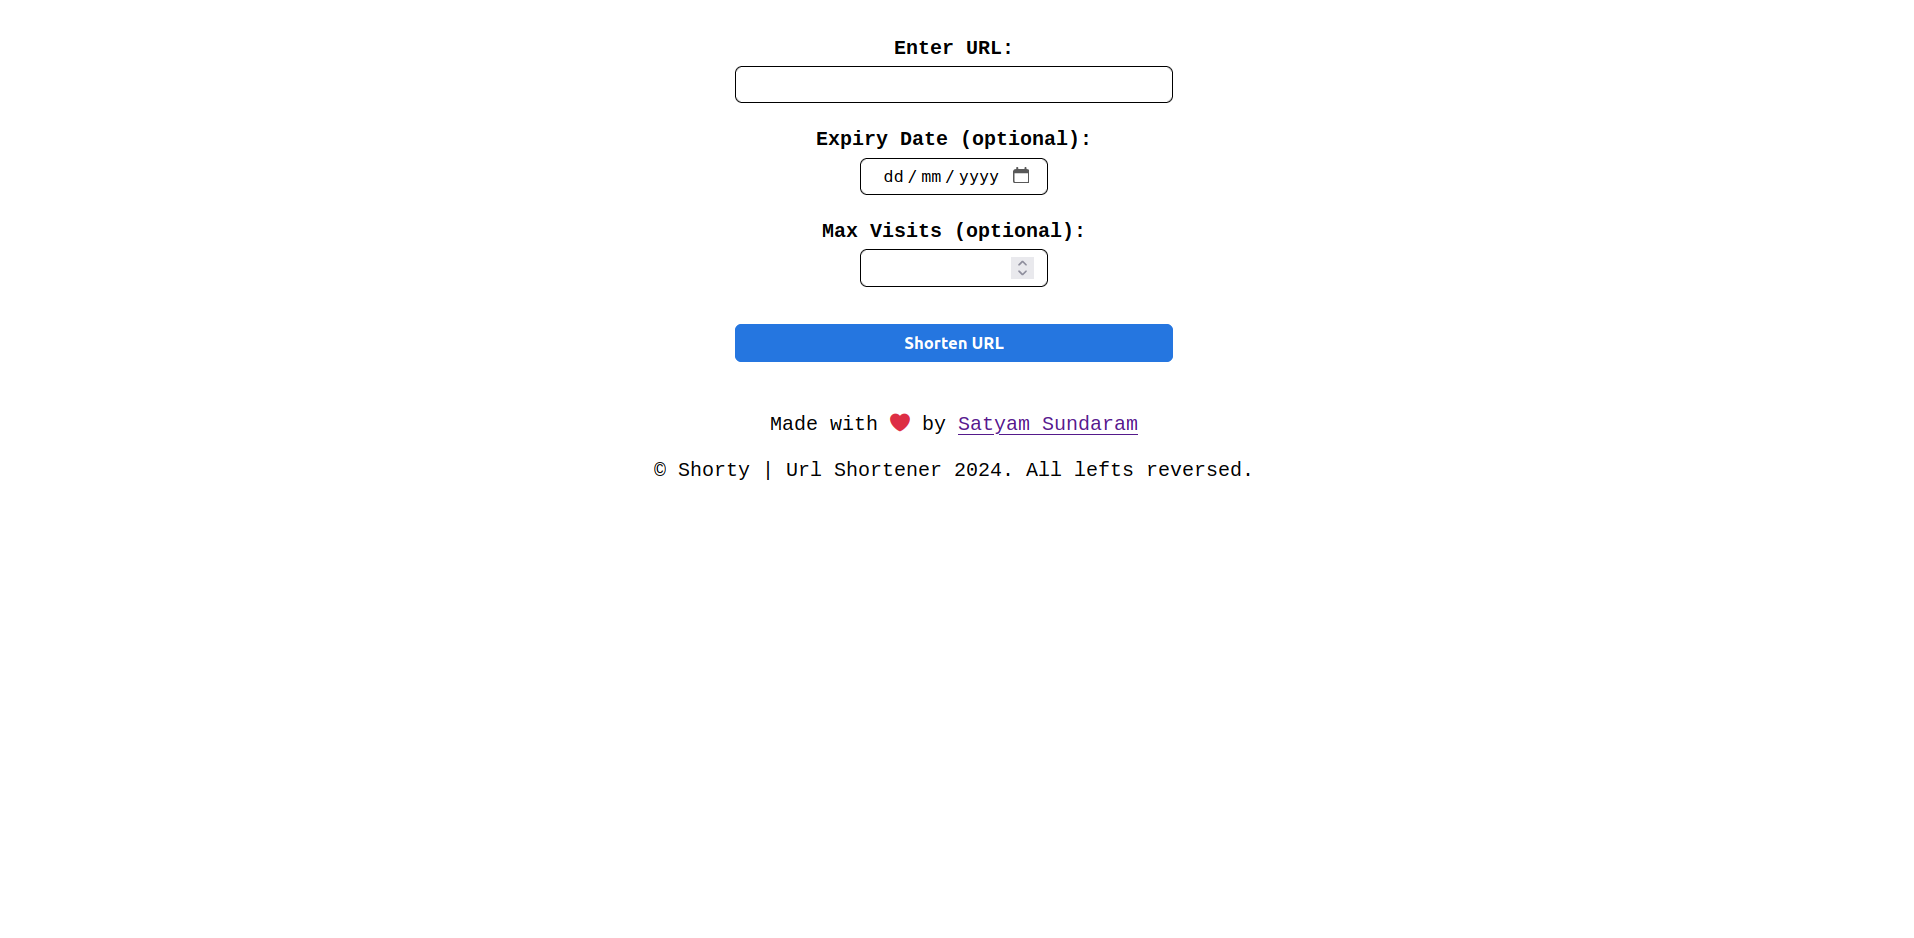 Enter URL:
Expiry Date (optional):
dd/mm/yyyy
Max Visits (optional):
Shorten URL
Made with ❤️ by Satyam Sundaram
© Shorty | Url Shortener 2024. All lefts reversed.